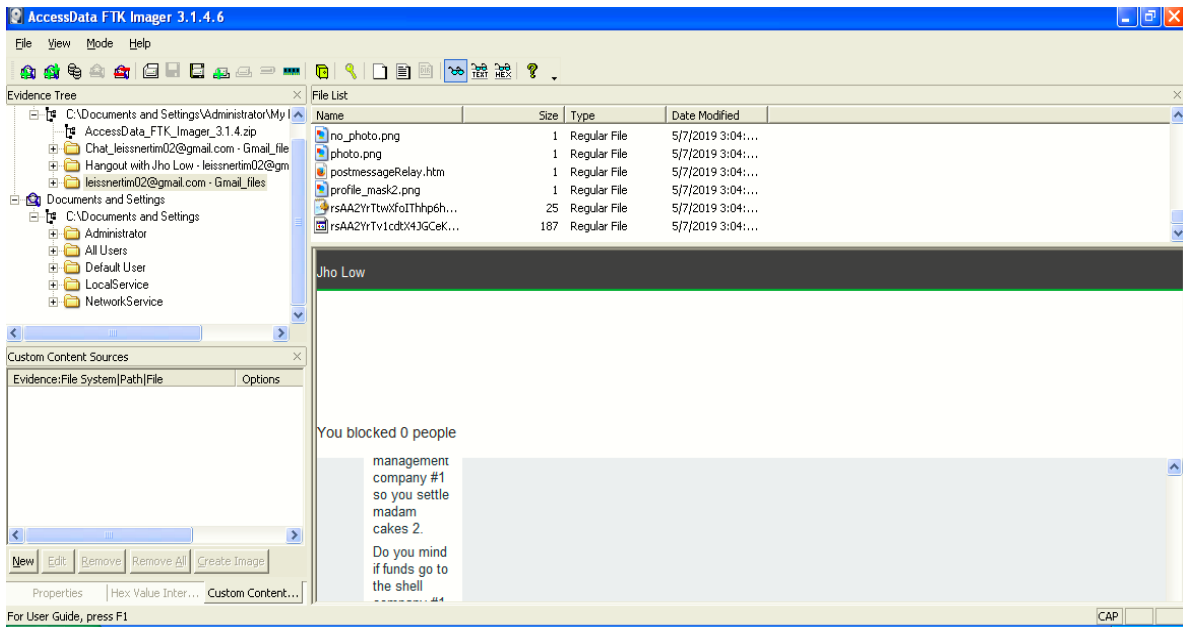 AccessData FTK Imager 3.1.4.6
File View Mode Help
TEXT HEX
Evidence Tree
C:\Documents and Settings\Administrator\My
AccessData_FTK_Imager_3.1.4.zip
Chat_leissnertim02@gmail.com - Gmail_file
Hangout with Jho Low - leissnertim02@gm
leissnertim02@gmail.com - Gmail_files
Documents and Settings
C:\Documents and Settings
Administrator
All Users
Default User
LocalService
NetworkService
Custom Content Sources
Evidence:File System|Path|File Options
New Edit Remove Remove All Create Image
Properties Hex Value Inter... Custom Content...
File List
Name Size Type Date Modified
no_photo.png 1 Regular File 5/7/2019 3:04:...
photo.png 1 Regular File 5/7/2019 3:04:...
postmessageRelay.htm 1 Regular File 5/7/2019 3:04:...
profile_mask2.png 1 Regular File 5/7/2019 3:04:...
rsAA2YrTtwXfoIThhp6h... 25 Regular File 5/7/2019 3:04:...
rsAA2YrTv1cdtX4JGCeK... 187 Regular File 5/7/2019 3:04:...
Jho Low
You blocked 0 people
management
company #1
so you settle
madam
cakes 2.
Do you mind
if funds go to
the shell
For User Guide, press F1
CAP